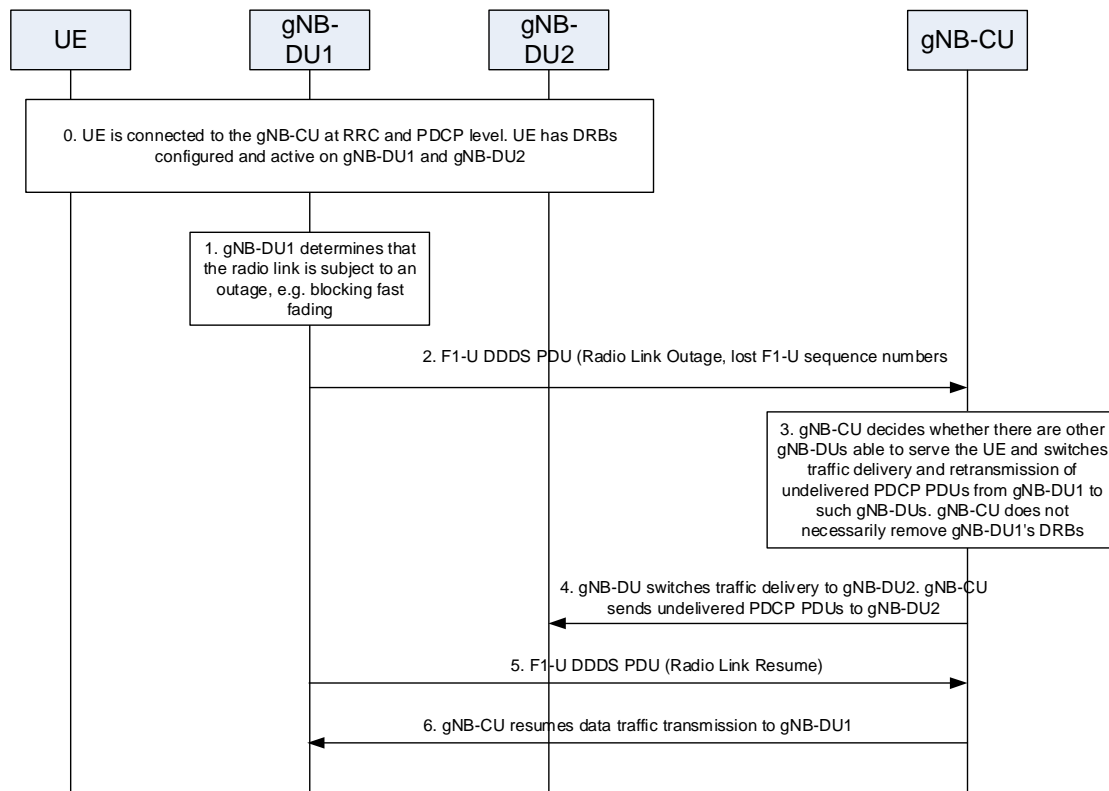 UE
gNB-
DU1
gNB-
DU2
gNB-CU
0. UE is connected to the gNB-CU at RRC and PDCP level. UE has DRBs
configured and active on gNB-DU1 and gNB-DU2
1. gNB-DU1 determines that
the radio link is subject to an
outage, e.g. blocking fast
fading
2. F1-U DDDS PDU (Radio Link Outage, lost F1-U sequence numbers
3. gNB-CU decides whether there are other
gNB-DUs able to serve the UE and switches
traffic delivery and retransmission of
undelivered PDCP PDUs from gNB-DU1 to
such gNB-DUs. gNB-CU does not
necessarily remove gNB-DU1's DRBs
4. gNB-DU switches traffic delivery to gNB-DU2. gNB-CU
sends undelivered PDCP PDUs to gNB-DU2
5. F1-U DDDS PDU (Radio Link Resume)
6. gNB-CU resumes data traffic transmission to gNB-DU1